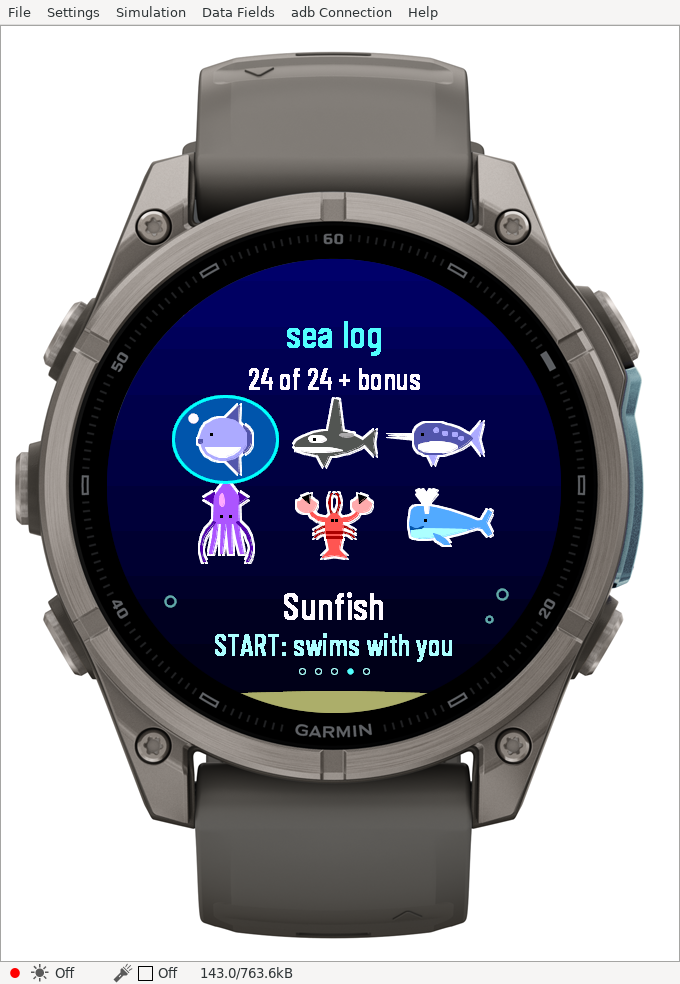 File Settings Simulation Data Fields adb Connection Help
60
50
sea log
24 of 24 + bonus
Sunfish
START: swims with you
40
20
GARMIN
Off Off 143.0/763.6kB